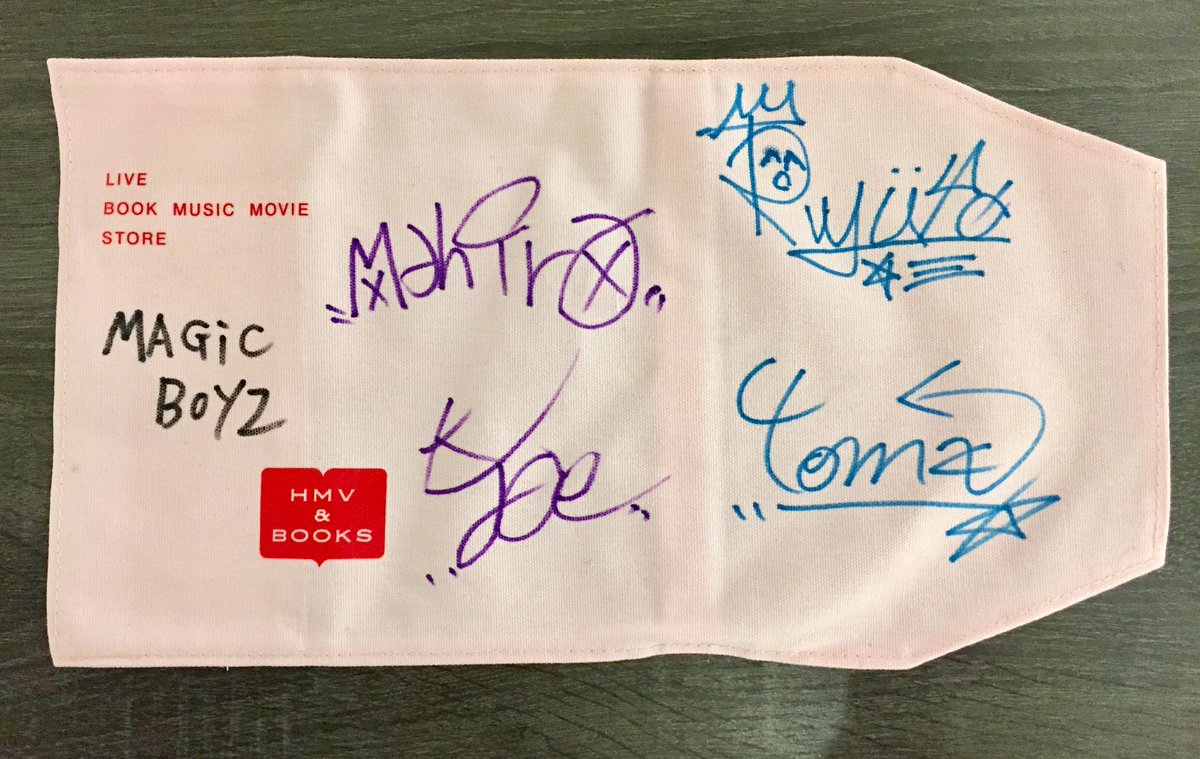 LIVE
BOOK MUSIC MOVIE
STORE
MAGiC
BOYZ
HMV
&
BOOKS
Mahiro
Ryuto
Toma